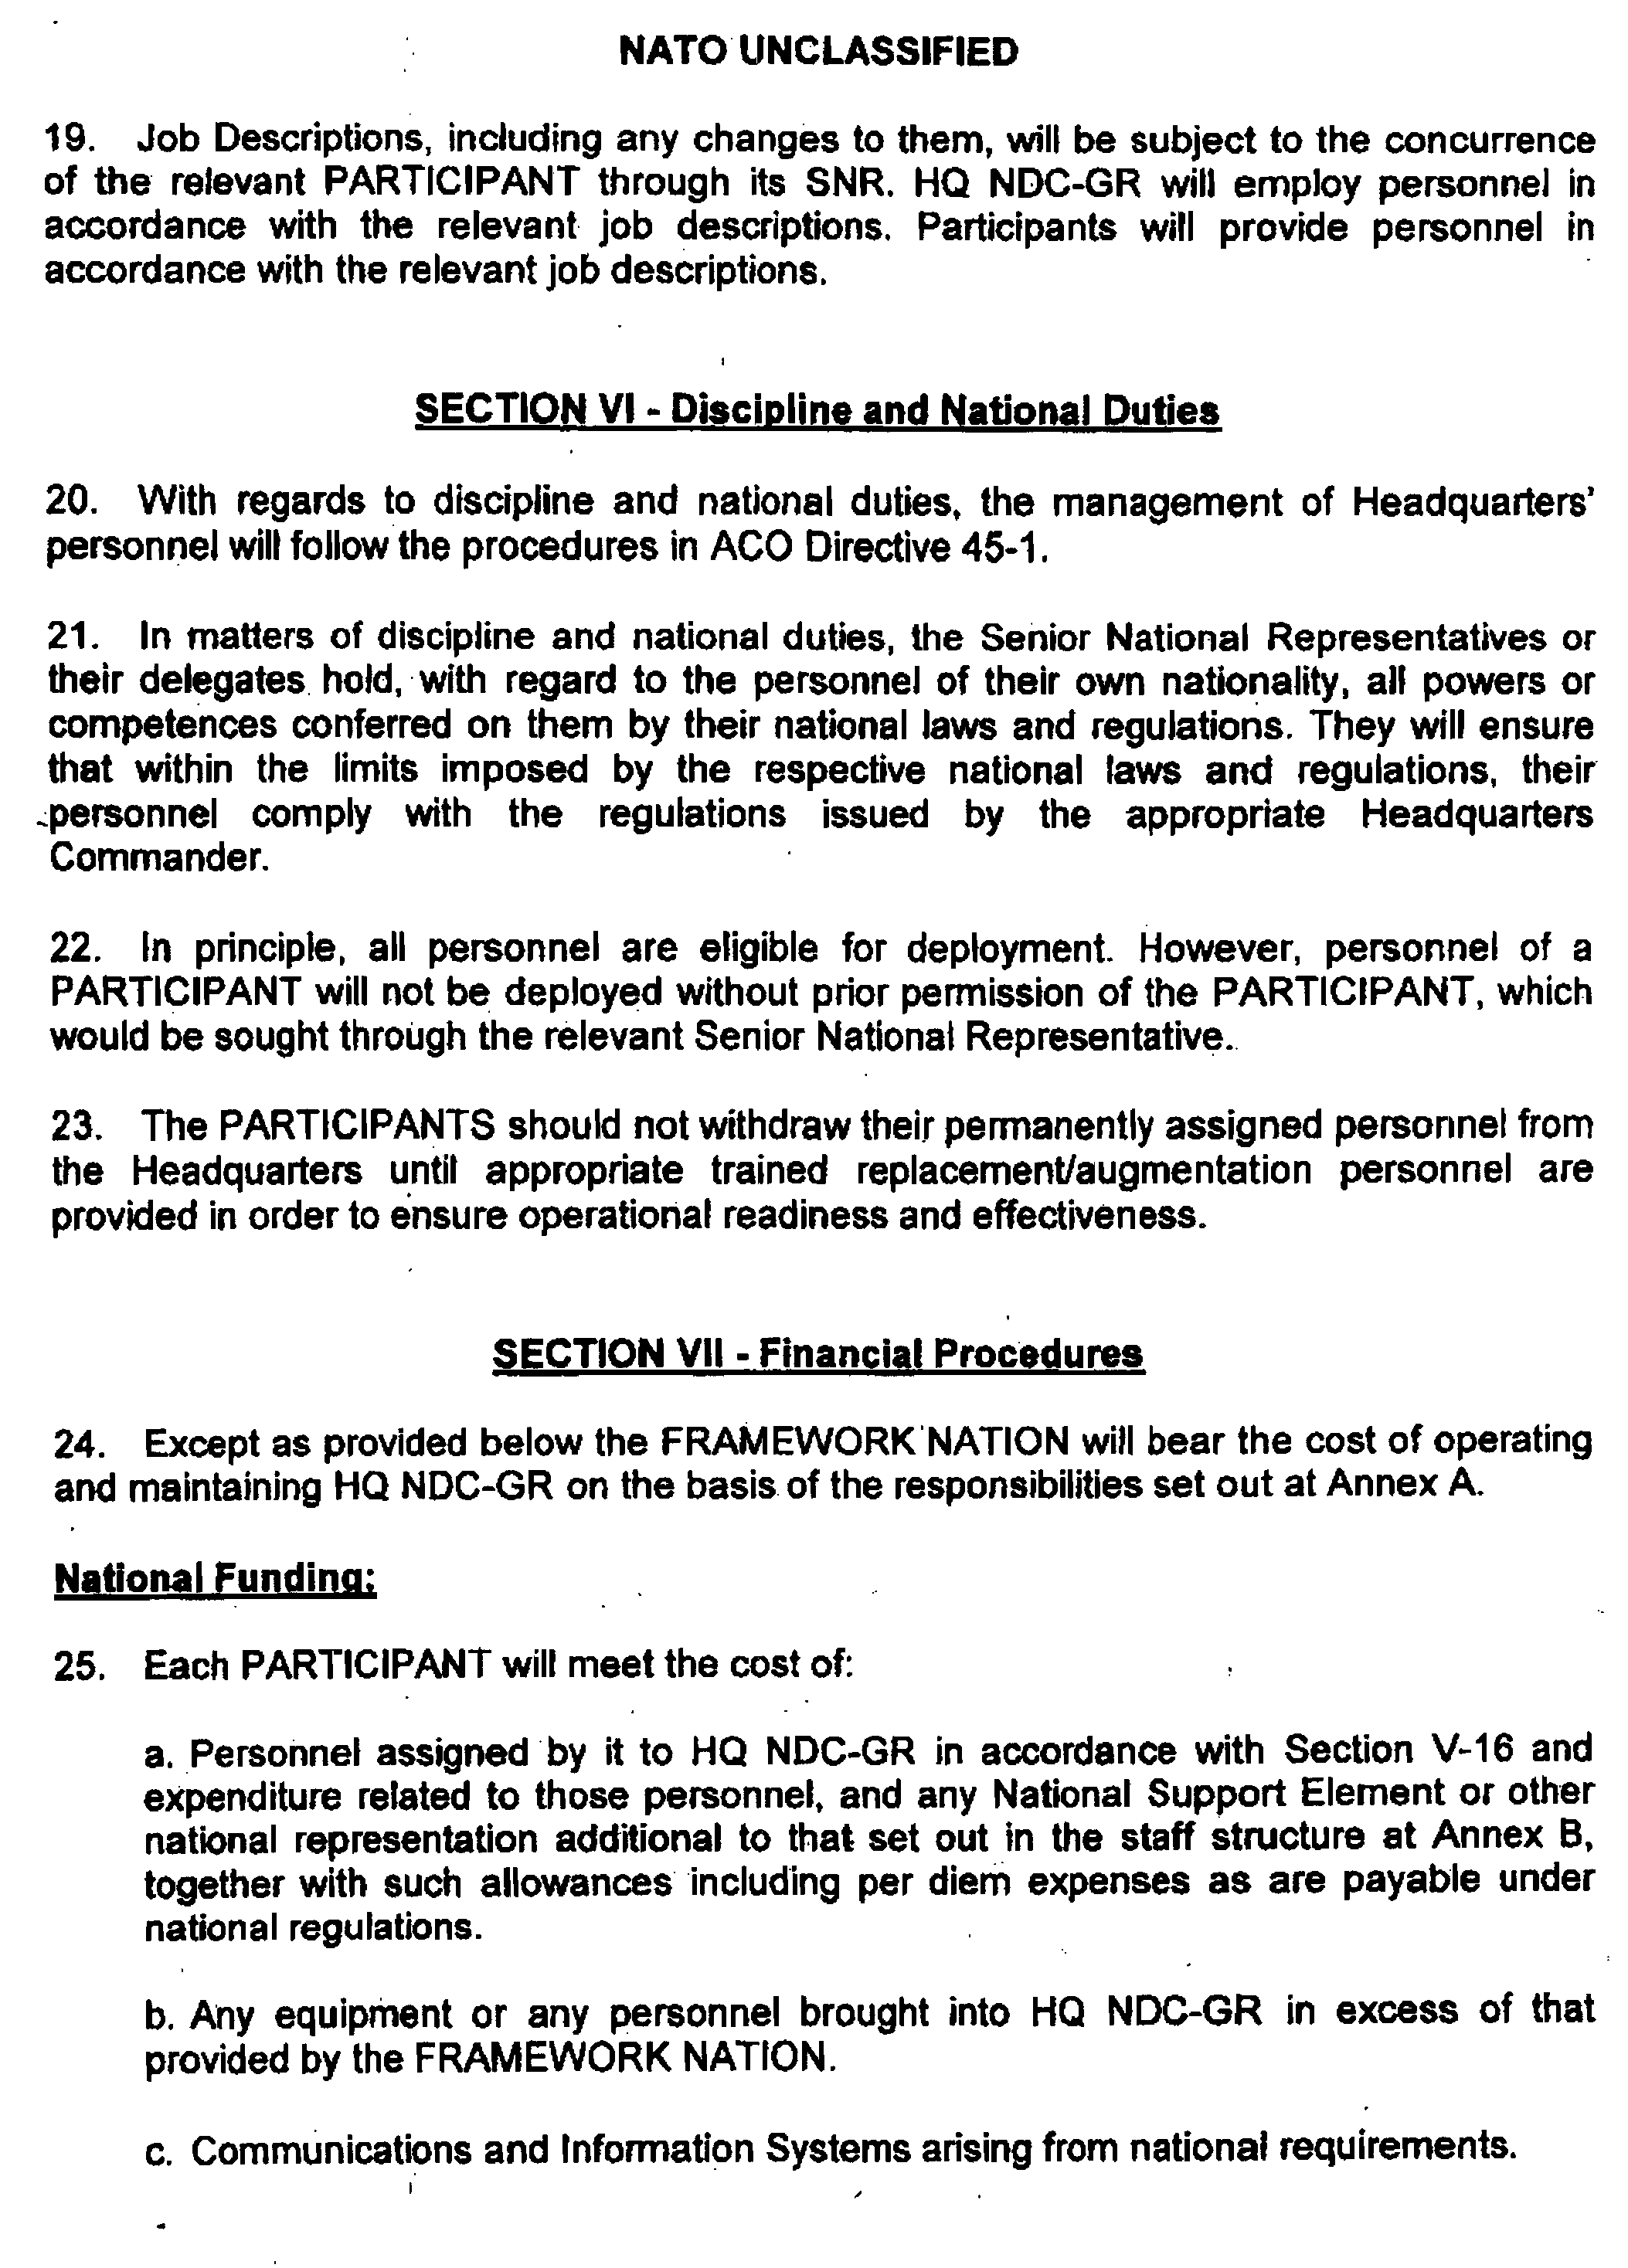 NATO UNCLASSIFIED
19. Job Descriptions, including any changes to them, will be subject to the concurrence
of the relevant PARTICIPANT through its SNR. HQ NDC-GR will employ personnel in
accordance with the relevant job descriptions. Participants will provide personnel in
accordance with the relevant job descriptions.
SECTION VI - Discipline and National Duties
20. With regards to discipline and national duties, the management of Headquarters'
personnel will follow the procedures in ACO Directive 45-1.
21. In matters of discipline and national duties, the Senior National Representatives or
their delegates hold, with regard to the personnel of their own nationality, all powers or
competences conferred on them by their national laws and regulations. They will ensure
that within the limits imposed by the respective national laws and regulations, their
personnel comply with the regulations issued by the appropriate Headquarters
Commander.
22. In principle, all personnel are eligible for deployment. However, personnel of a
PARTICIPANT will not be deployed without prior permission of the PARTICIPANT, which
would be sought through the relevant Senior National Representative.
23. The PARTICIPANTS should not withdraw their permanently assigned personnel from
the Headquarters until appropriate trained replacement/augmentation personnel are
provided in order to ensure operational readiness and effectiveness.
SECTION VII - Financial Procedures
24. Except as provided below the FRAMEWORK NATION will bear the cost of operating
and maintaining HQ NDC-GR on the basis of the responsibilities set out at Annex A.
National Funding:
25. Each PARTICIPANT will meet the cost of:
a. Personnel assigned by it to HQ NDC-GR in accordance with Section V-16 and
expenditure related to those personnel, and any National Support Element or other
national representation additional to that set out in the staff structure at Annex B,
together with such allowances including per diem expenses as are payable under
national regulations.
b. Any equipment or any personnel brought into HQ NDC-GR in excess of that
provided by the FRAMEWORK NATION.
c. Communications and Information Systems arising from national requirements.